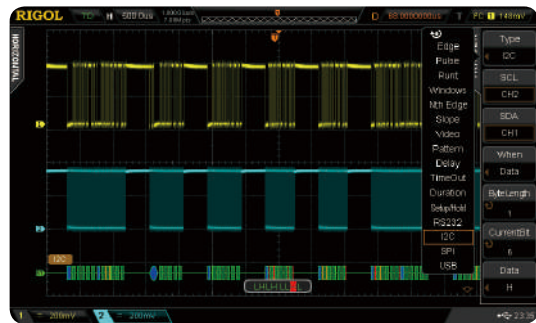 RIGOL TD H 500.0us D 68.0000000us T 148mV
HORIZONTAL
Edge
Pulse
Runt
Windows
Nth Edge
Slope
Video
Pattern
Delay
TimeOut
Duration
Setup/Hold
RS232
I2C
SPI
USB
Type
I2C
SCL
CH2
SDA
CH1
When
Data
ByteLength
1
CurrentBit
6
Data
H
I2C
1 = 200mV 2 = 200mV 23:35